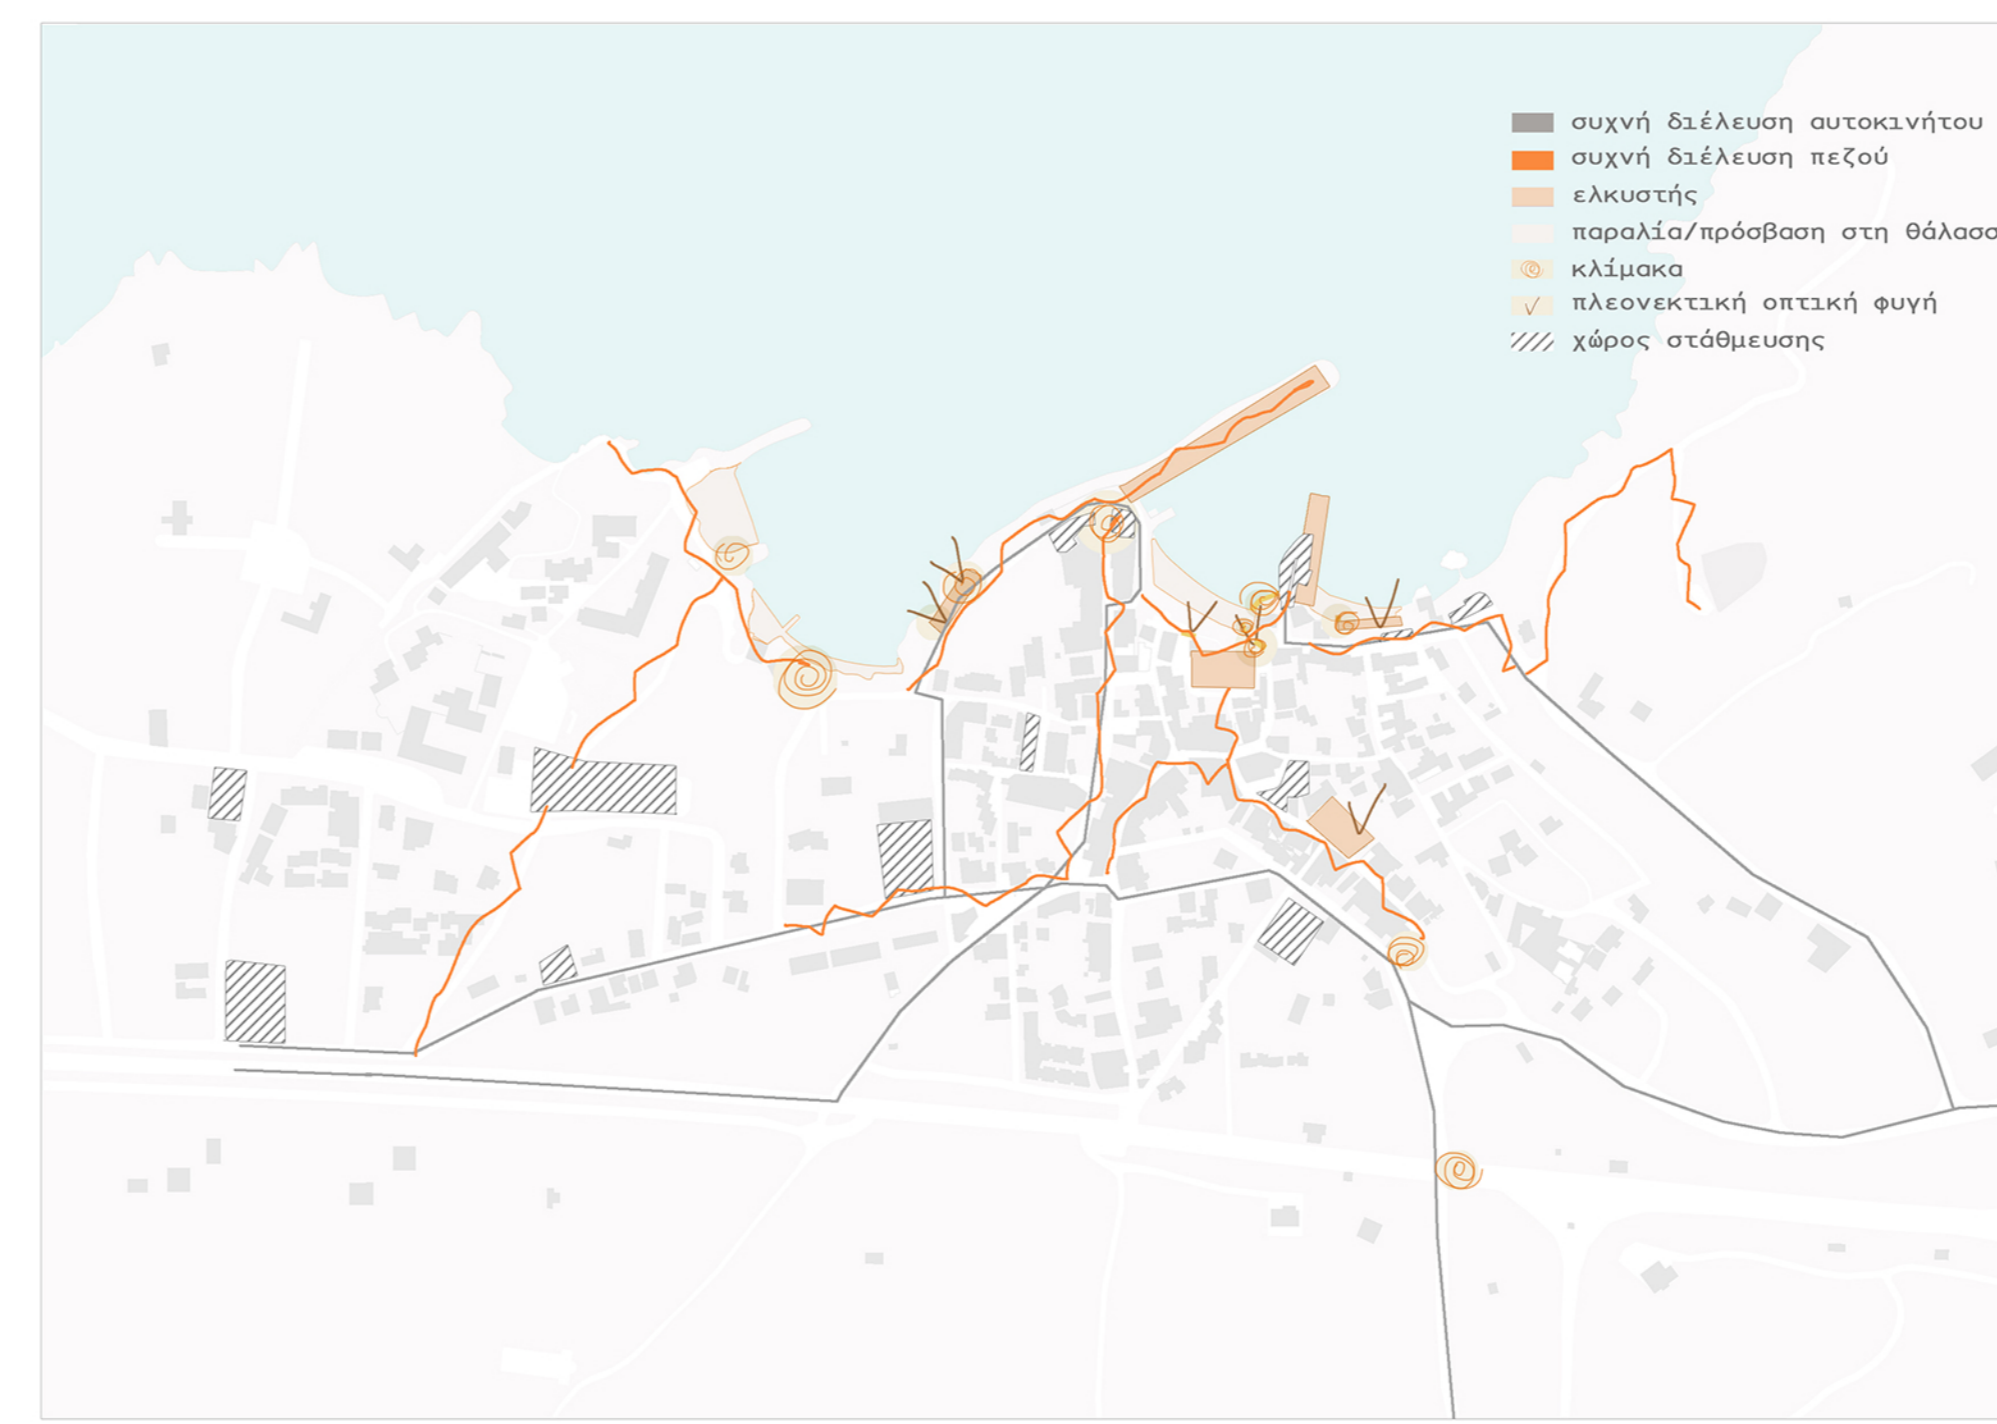 συχνή διέλευση αυτοκινήτου
συχνή διέλευση πεζού
ελκυστής
παραλία/πρόσβαση στη θάλασσ
κλίμακα
πλεονεκτική οπτική φυγή
χώρος στάθμευσης